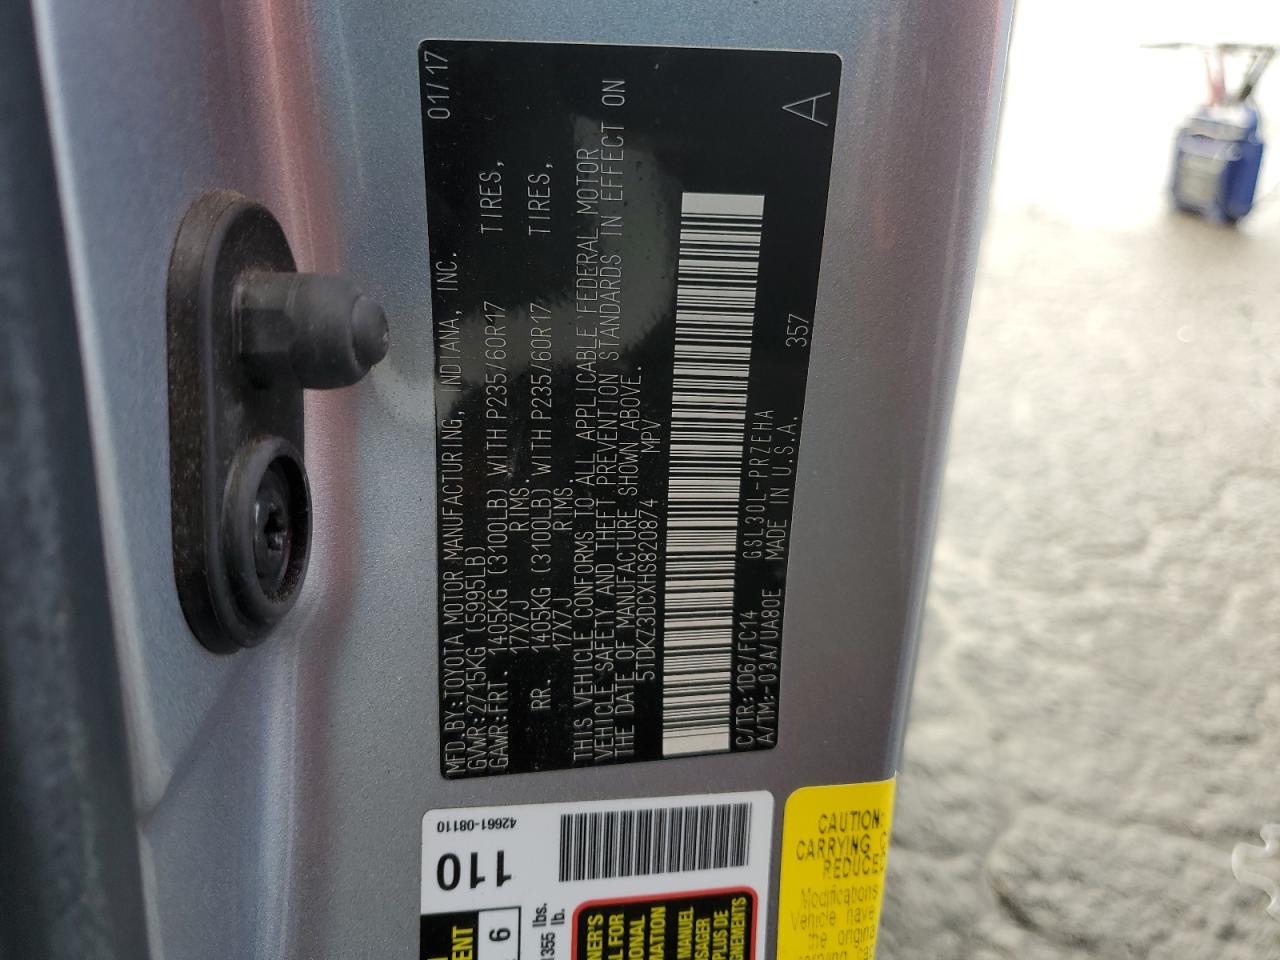 MFD.BY:TOYOTA MOTOR MANUFACTURING, INDIANA, INC. 01/17
GVWR:2715KG (5995LB)
GAWR:FRT. 1405KG (3100LB) WITH P235/60R17 TIRES,
17X7J RIMS.
RR. 1405KG (3100LB) WITH P235/60R17 TIRES,
17X7J RIMS.
THIS VEHICLE CONFORMS TO ALL APPLICABLE FEDERAL MOTOR
VEHICLE SAFETY AND THEFT PREVENTION STANDARDS IN EFFECT ON
THE DATE OF MANUFACTURE SHOWN ABOVE.
5TDKZ3DCXHS820874 MPV
C/TR:1D6/FC14 GSL30L-PRZEHA 357
A/TM:-03A/UA80E MADE IN U.S.A.
A
42661-08110
110
6
1355 lbs.
lb.
CAUTION:
CARRYING
Modifications
Vehicle have
the original
MANUEL
PLUS DE